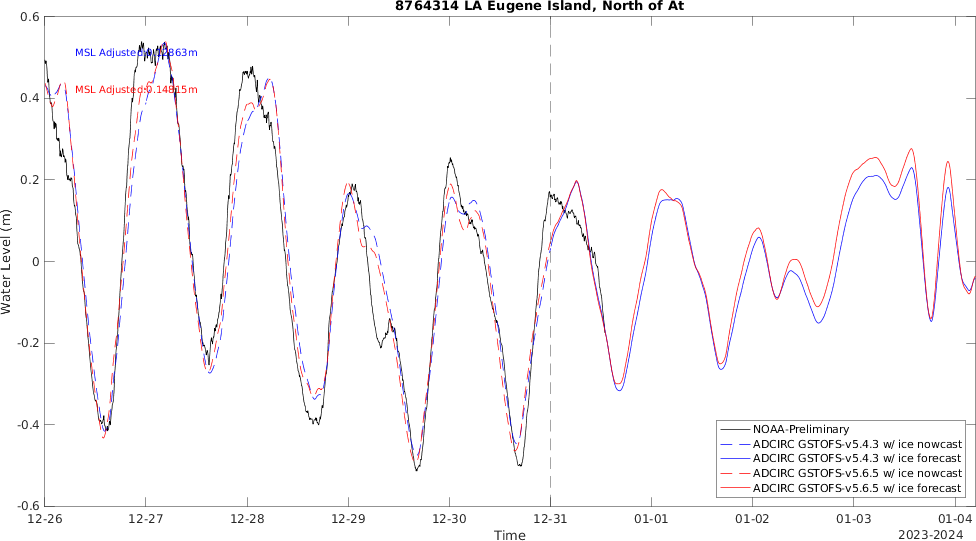 8764314 LA Eugene Island, North of At
0.6
0.4
0.2
0
-0.2
-0.4
-0.6
Water Level (m)
MSL Adjusted:0.12863m
MSL Adjusted:0.14815m
NOAA-Preliminary
ADCIRC GSTOFS-v5.4.3 w/ ice nowcast
ADCIRC GSTOFS-v5.4.3 w/ ice forecast
ADCIRC GSTOFS-v5.6.5 w/ ice nowcast
ADCIRC GSTOFS-v5.6.5 w/ ice forecast
12-26 12-27 12-28 12-29 12-30 12-31 01-01 01-02 01-03 01-04
Time
2023-2024